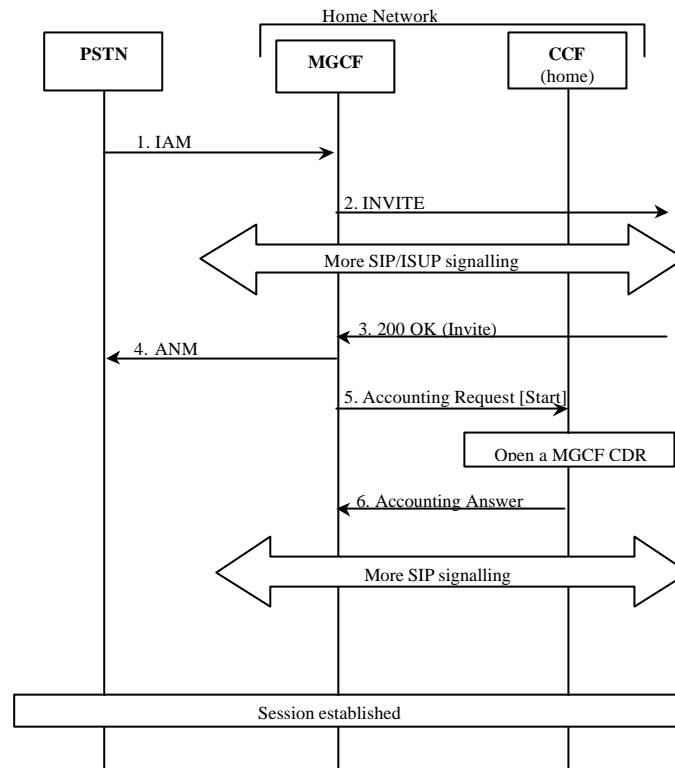 Home Network
PSTN
MGCF
CCF
(home)
1. IAM
2. INVITE
More SIP/ISUP signalling
3. 200 OK (Invite)
4. ANM
5. Accounting Request [Start]
Open a MGCF CDR
6. Accounting Answer
More SIP signalling
Session established